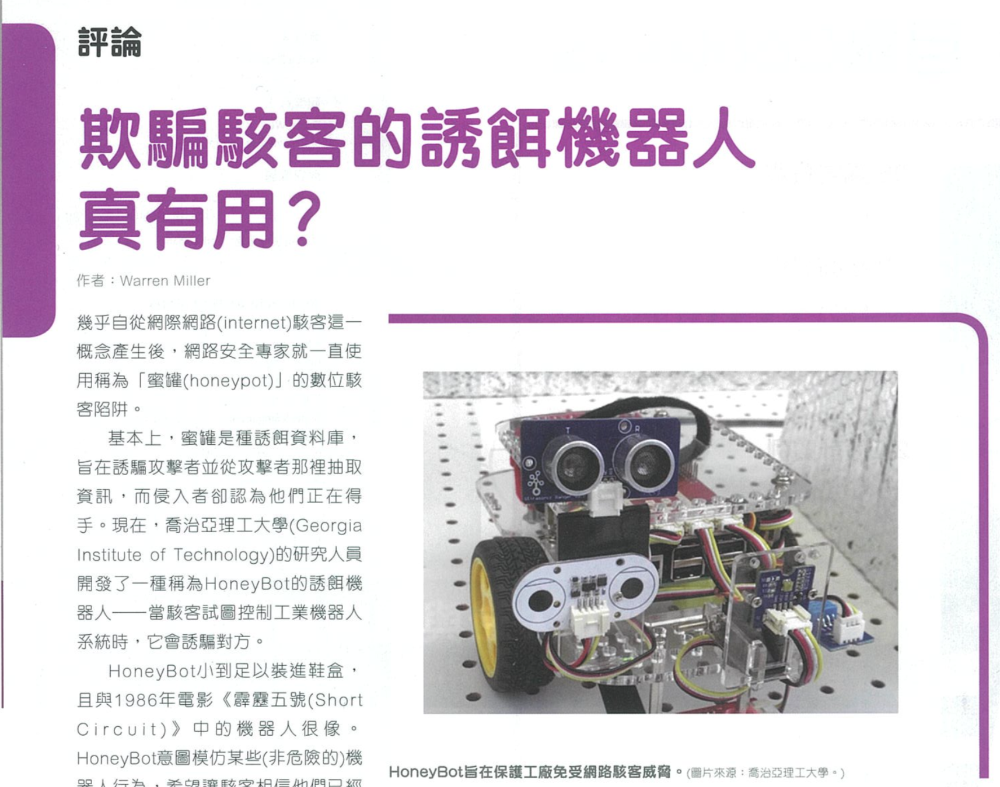 評論
欺騙駭客的誘餌機器人
真有用？
作者：Warren Miller
幾乎自從網際網路(internet)駭客這一
概念產生後，網路安全專家就一直使
用稱為「蜜罐(honeypot)」的數位駭
客陷阱。
基本上，蜜罐是種誘餌資料庫，
旨在誘騙攻擊者並從攻擊者那裡抽取
資訊，而侵入者卻認為他們正在得
手。現在，喬治亞理工大學(Georgia
Institute of Technology)的研究人員
開發了一種稱為HoneyBot的誘餌機
器人——當駭客試圖控制工業機器人
系統時，它會誘騙對方。
HoneyBot小到足以裝進鞋盒，
且與1986年電影《霹靂五號(Short
Circuit)》中的機器人很像。
HoneyBot意圖模仿某些(非危險的)機
器人行為，希望讓駭客相信他們已經
T R
HoneyBot旨在保護工廠免受網路駭客威脅。(圖片來源：喬治亞理工大學。)